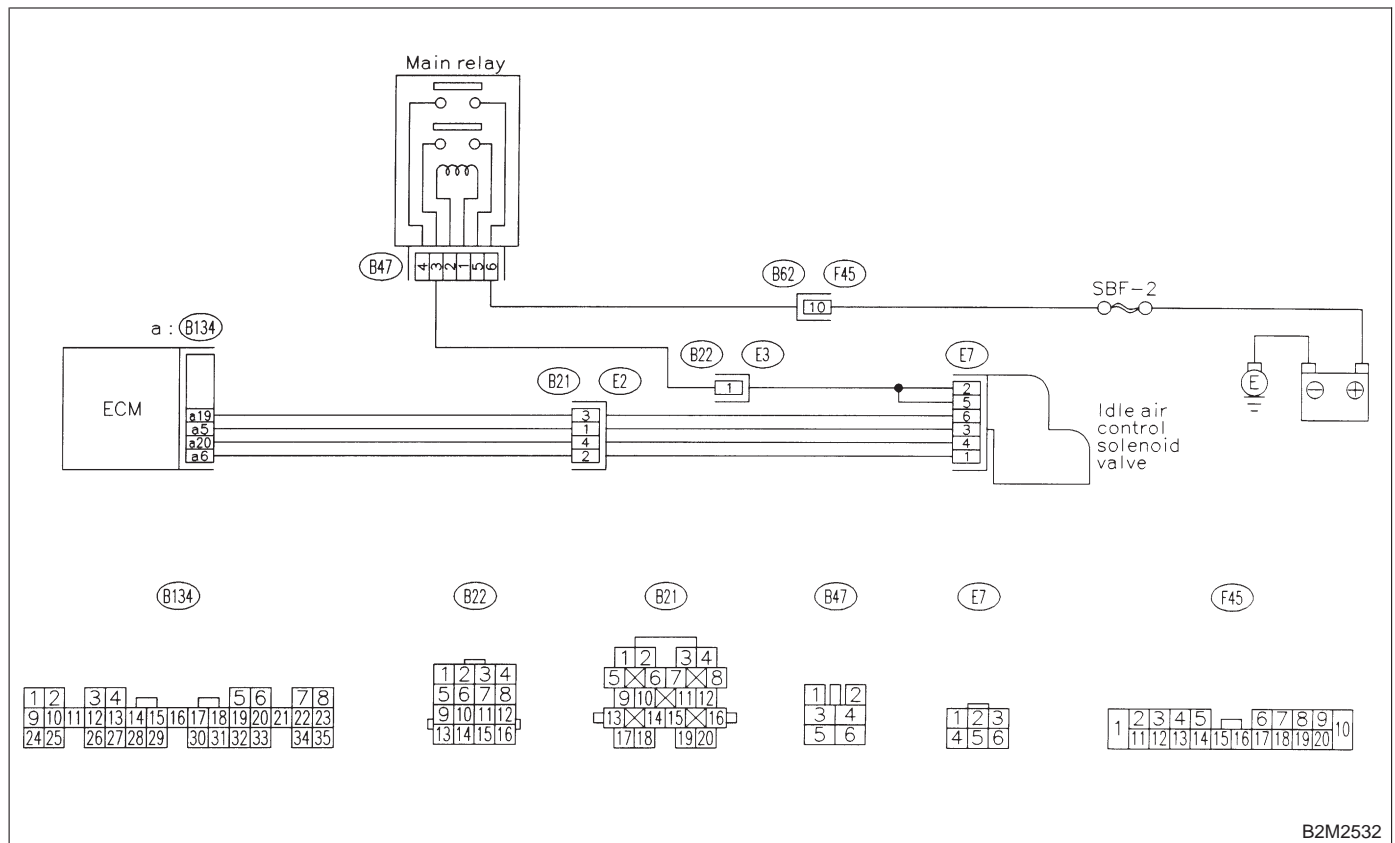 Main relay
B47
4 3 2 1 5 6
B62 F45
10
SBF-2
a : B134
B22 E3
1
E7
B21 E2
ECM
a19
a5
a20
a6
3
1
4
2
2
5
6
3
4
1
E
⊖ ⊕
Idle air
control
solenoid
valve
B134
1 2 3 4 5 6 7 8
9 10 11 12 13 14 15 16 17 18 19 20 21 22 23
24 25 26 27 28 29 30 31 32 33 34 35
B22
1 2 3 4
5 6 7 8
9 10 11 12
13 14 15 16
B21
1 2 3 4
5 6 7 8
9 10 11 12
13 14 15 16
17 18 19 20
B47
1 2
3 4
5 6
E7
1 2 3
4 5 6
F45
1 2 3 4 5 6 7 8 9 10
11 12 13 14 15 16 17 18 19 20
B2M2532